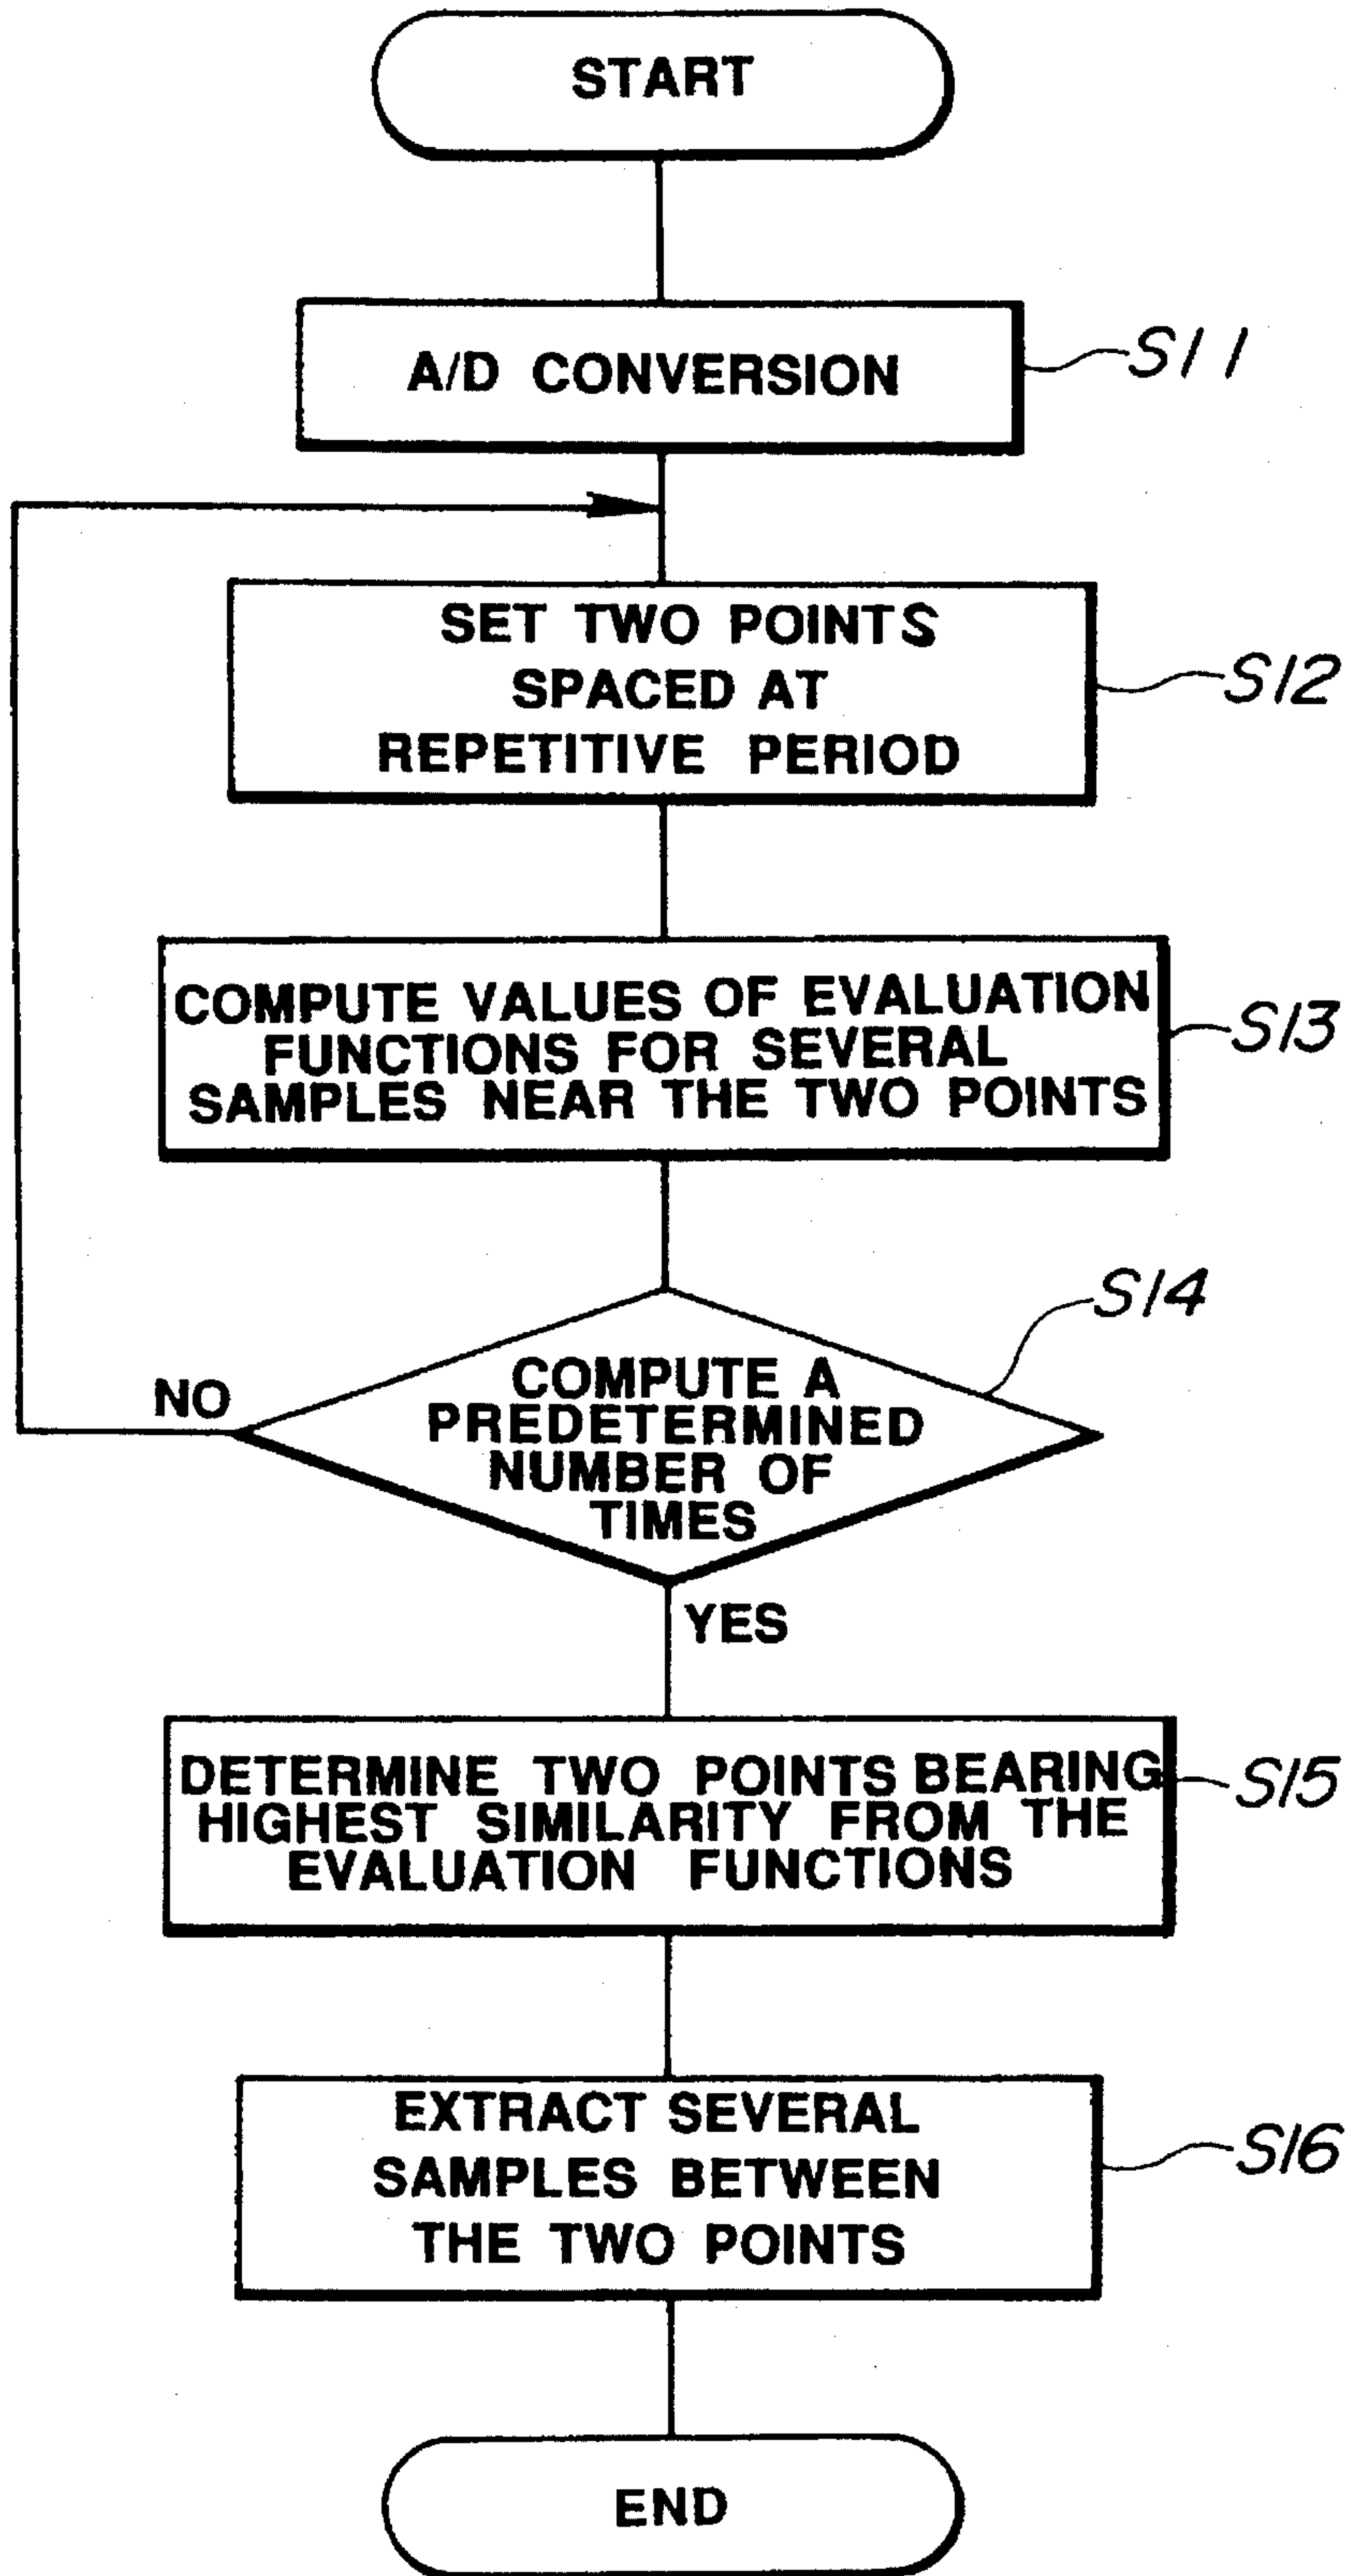 START
A/D CONVERSION
S11
SET TWO POINTS
SPACED AT
REPETITIVE PERIOD
S12
COMPUTE VALUES OF EVALUATION
FUNCTIONS FOR SEVERAL
SAMPLES NEAR THE TWO POINTS
S13
S14
COMPUTE A
PREDETERMINED
NUMBER OF
TIMES
NO
YES
DETERMINE TWO POINTS BEARING
HIGHEST SIMILARITY FROM THE
EVALUATION FUNCTIONS
S15
EXTRACT SEVERAL
SAMPLES BETWEEN
THE TWO POINTS
S16
END